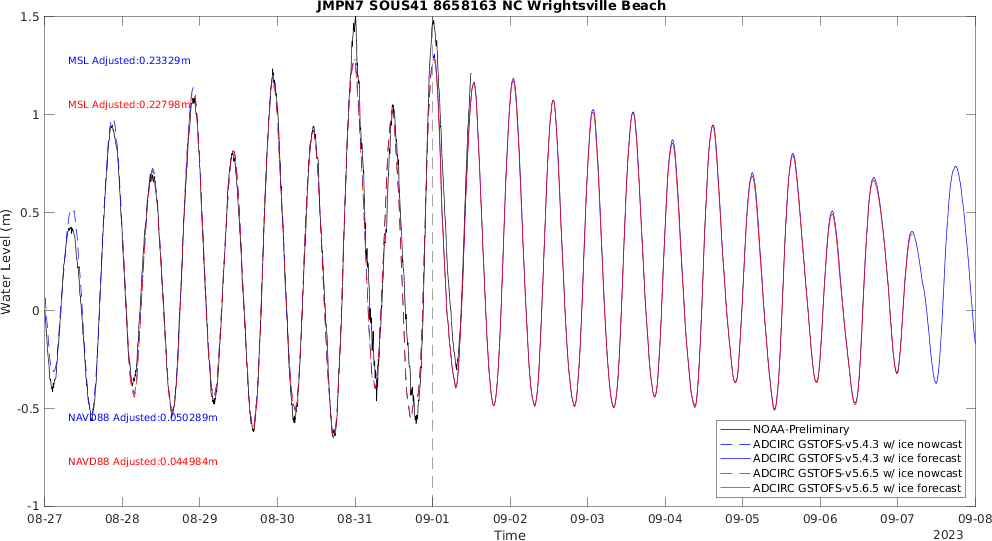 JMPN7 SOUS41 8658163 NC Wrightsville Beach
1.5
MSL Adjusted:0.23329m
MSL Adjusted:0.22798m
1
0.5
Water Level (m)
0
-0.5
NAVD88 Adjusted:0.050289m
NAVD88 Adjusted:0.044984m
NOAA-Preliminary
ADCIRC GSTOFS-v5.4.3 w/ ice nowcast
ADCIRC GSTOFS-v5.4.3 w/ ice forecast
ADCIRC GSTOFS-v5.6.5 w/ ice nowcast
ADCIRC GSTOFS-v5.6.5 w/ ice forecast
-1
08-27 08-28 08-29 08-30 08-31 09-01 09-02 09-03 09-04 09-05 09-06 09-07 09-08
Time
2023